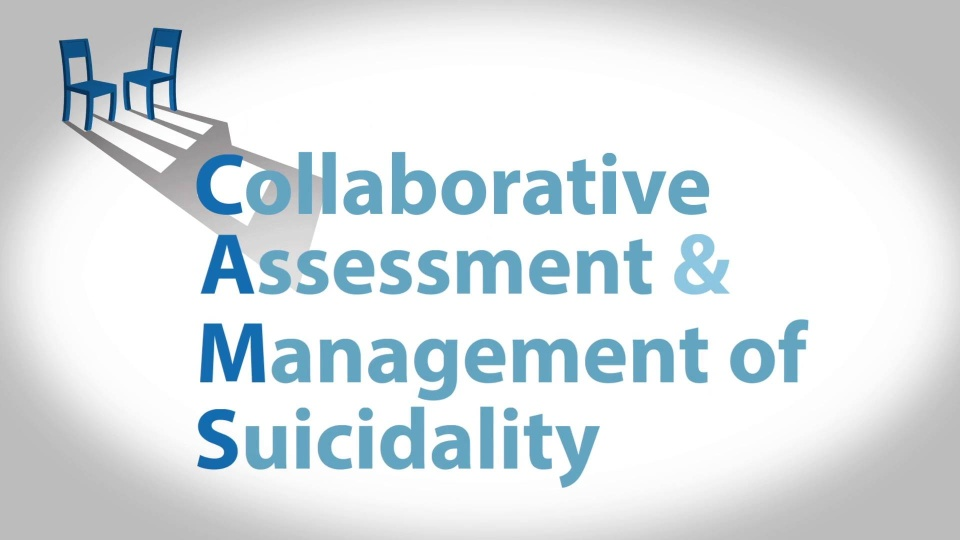 Collaborative
Assessment &
Management of
Suicidality